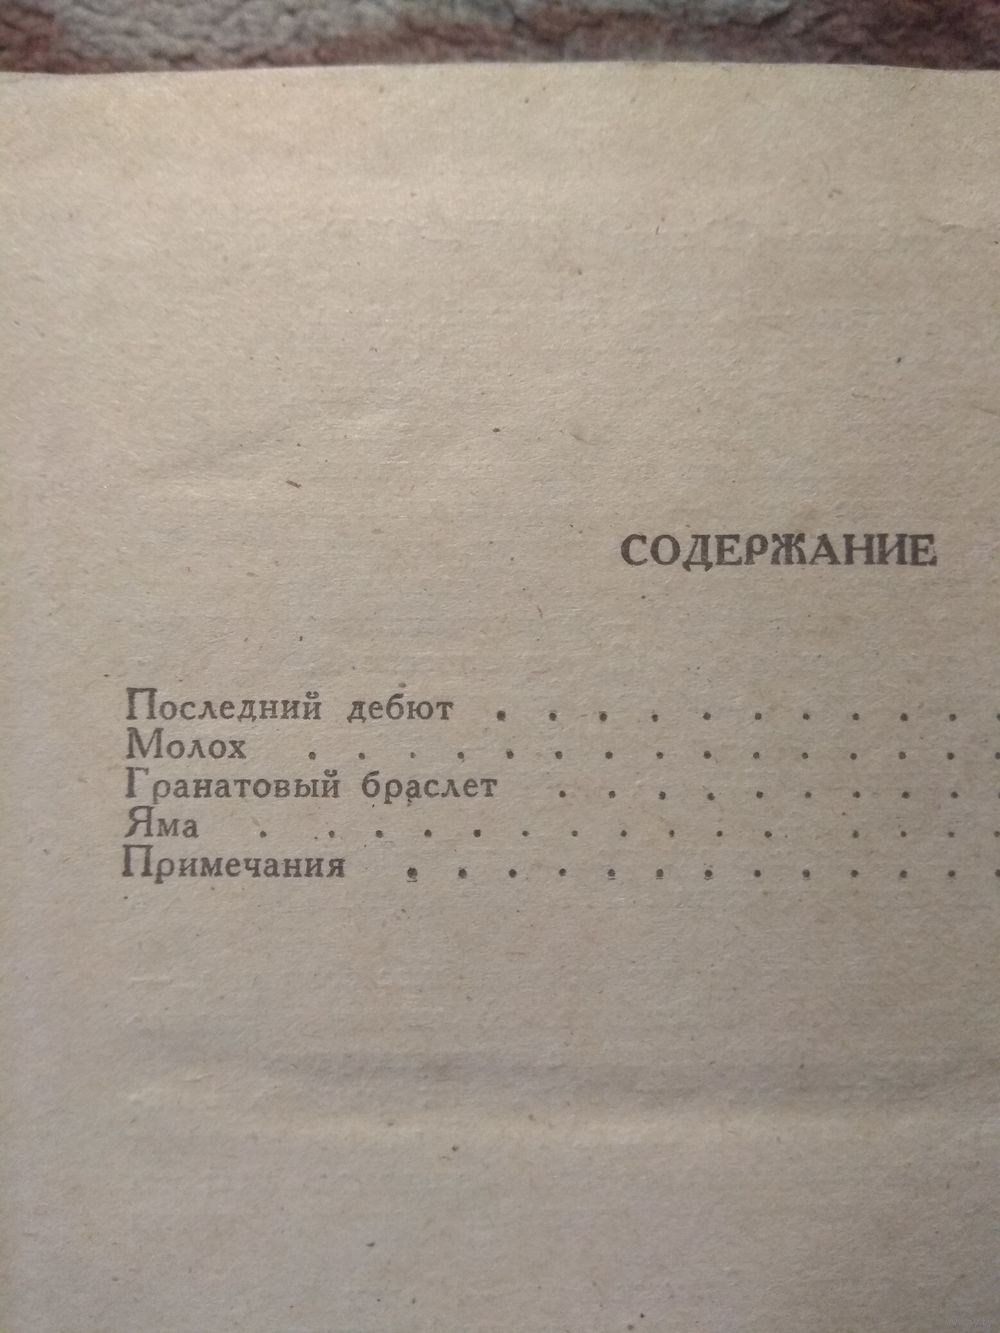 СОДЕРЖАНИЕ
Последний дебют . . . . . . . . . . .
Молох . . . . . . . . . . . . . . .
Гранатовый браслет . . . . . . . . . .
Яма . . . . . . . . . . . . . . .
Примечания . . . . . . . . . . . . .